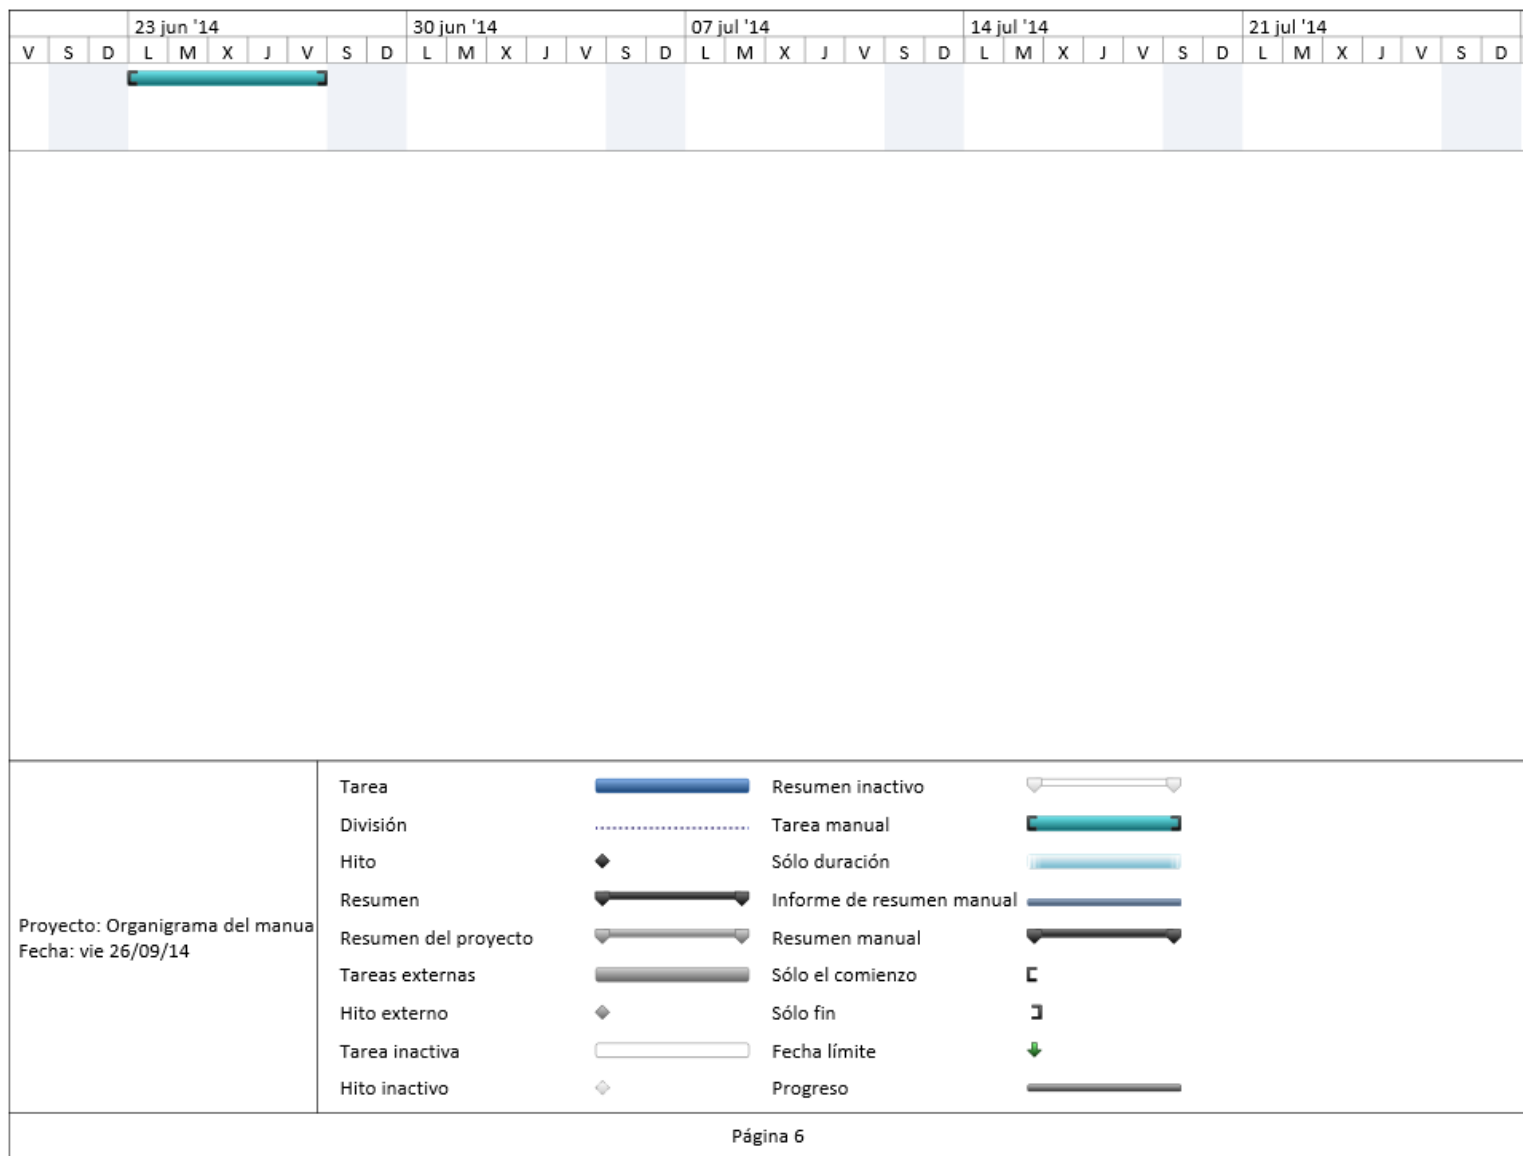 23 jun '14 30 jun '14 07 jul '14 14 jul '14 21 jul '14
V S D L M X J V S D L M X J V S D L M X J V S D L M X J V S D L M X J V S D
Tarea Resumen inactivo
División Tarea manual
Hito Sólo duración
Resumen Informe de resumen manual
Proyecto: Organigrama del manua
Resumen del proyecto Resumen manual
Fecha: vie 26/09/14
Tareas externas Sólo el comienzo
Hito externo Sólo fin
Tarea inactiva Fecha límite
Hito inactivo Progreso
Página 6